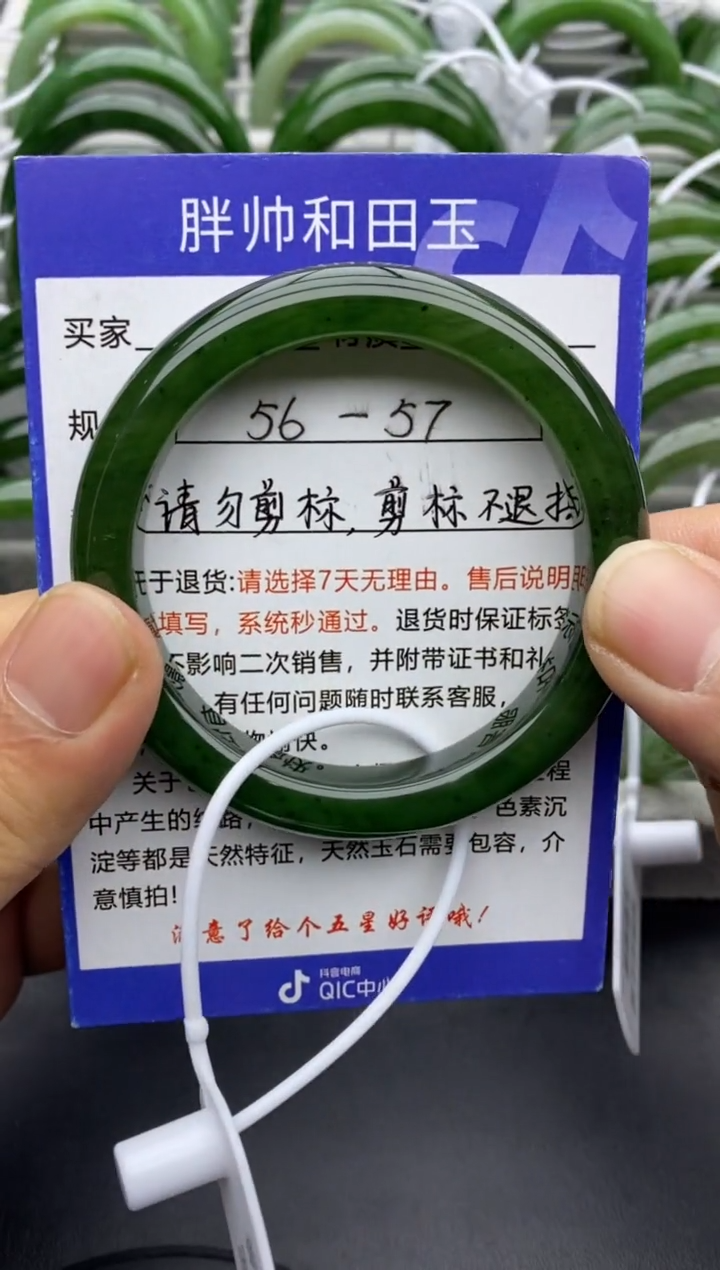 胖帅和田玉
买家
规 56-57
请勿剪标,剪标不退换
于退货:请选择7天无理由。售后说明
填写，系统秒通过。退货时保证标签
不影响二次销售，并附带证书和礼
有任何问题随时联系客服，
愉快。
关于 程
中产生的 色素沉
淀等都是天然特征，天然玉石需要包容，介
意慎拍!
满意了给个五星好评哦!
抖音电商
QIC中心